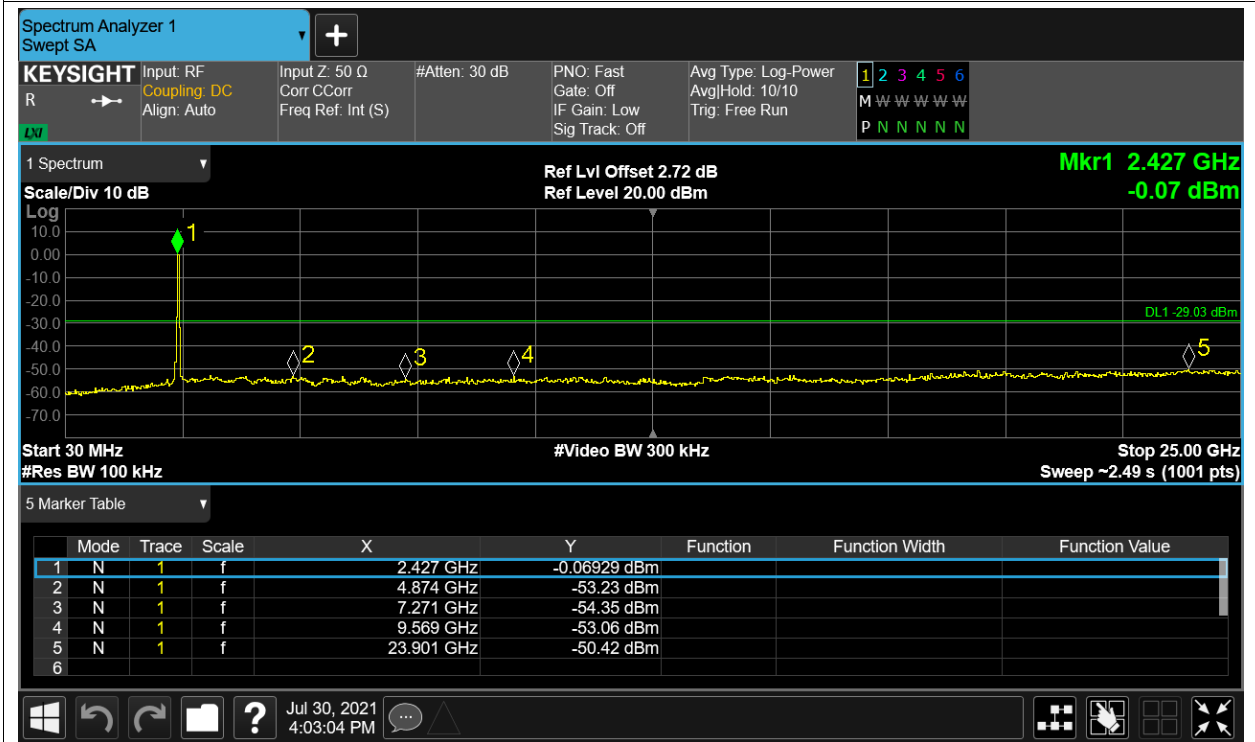 Spectrum Analyzer 1
Swept SA
+
KEYSIGHT Input: RF Input Z: 50 Ω #Atten: 30 dB PNO: Fast Avg Type: Log-Power 1 2 3 4 5 6
R Coupling: DC Corr CCorr Gate: Off Avg|Hold: 10/10 M W W W W W
Align: Auto Freq Ref: Int (S) IF Gain: Low Trig: Free Run
LXI Sig Track: Off P N N N N N
1 Spectrum Ref Lvl Offset 2.72 dB Mkr1 2.427 GHz
Scale/Div 10 dB Ref Level 20.00 dBm -0.07 dBm
Log
10.0 1
0.00
-10.0
-20.0
DL1 -29.03 dBm
-30.0
-40.0 2 3 4 5
-50.0
-60.0
-70.0
Start 30 MHz #Video BW 300 kHz Stop 25.00 GHz
#Res BW 100 kHz Sweep ~2.49 s (1001 pts)
5 Marker Table
Mode Trace Scale X Y Function Function Width Function Value
1 N 1 f 2.427 GHz -0.06929 dBm
2 N 1 f 4.874 GHz -53.23 dBm
3 N 1 f 7.271 GHz -54.35 dBm
4 N 1 f 9.569 GHz -53.06 dBm
5 N 1 f 23.901 GHz -50.42 dBm
6
? Jul 30, 2021
4:03:04 PM